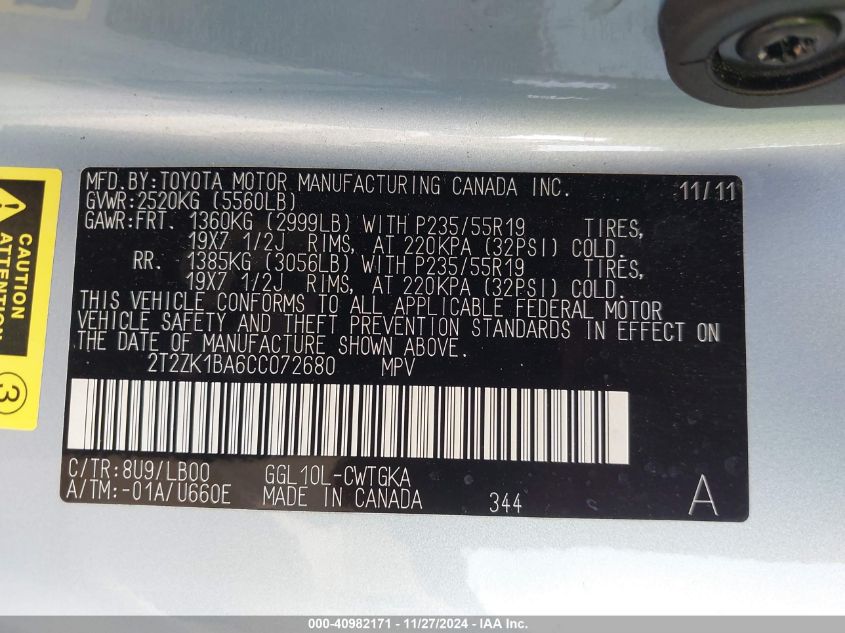 MFD.BY:TOYOTA MOTOR MANUFACTURING CANADA INC. 11/11
GVWR:2520KG (5560LB)
GAWR:FRT. 1360KG (2999LB) WITH P235/55R19 TIRES,
19X7 1/2J RIMS, AT 220KPA (32PSI) COLD.
RR. 1385KG (3056LB) WITH P235/55R19 TIRES,
19X7 1/2J RIMS, AT 220KPA (32PSI) COLD.
THIS VEHICLE CONFORMS TO ALL APPLICABLE FEDERAL MOTOR
VEHICLE SAFETY AND THEFT PREVENTION STANDARDS IN EFFECT ON
THE DATE OF MANUFACTURE SHOWN ABOVE.
2T2ZK1BA6CC072680 MPV
C/TR:8U9/LB00 GGL10L-CWTGKA
A/TM:-01A/U660E MADE IN CANADA 344 A
CAUTION
ATTENTION
3
000-40982171 - 11/27/2024 - IAA Inc.